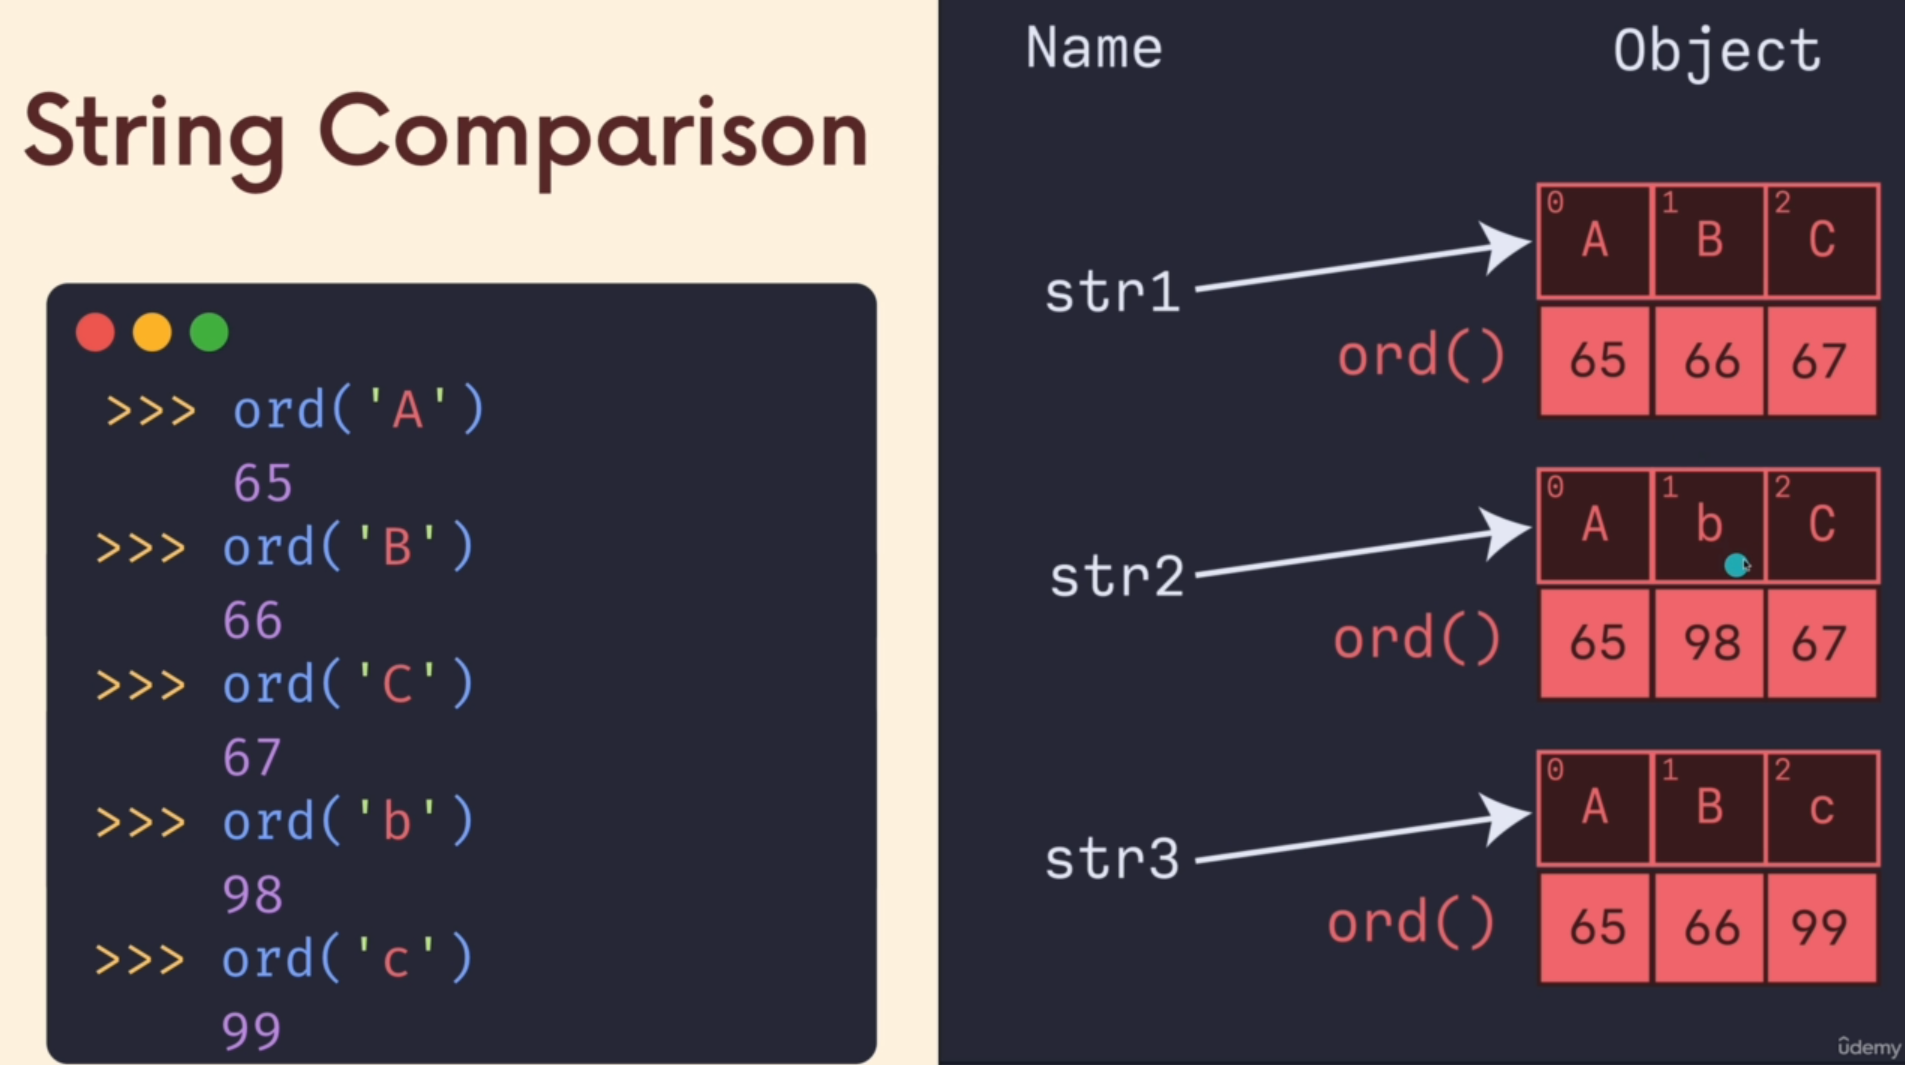 String Comparison
>>> ord('A')
65
>>> ord('B')
66
>>> ord('C')
67
>>> ord('b')
98
>>> ord('c')
99
Name Object
0 1 2
A B C
str1
ord() 65 66 67
0 1 2
A b C
str2
ord() 65 98 67
0 1 2
A B c
str3
ord() 65 66 99
ûdemy